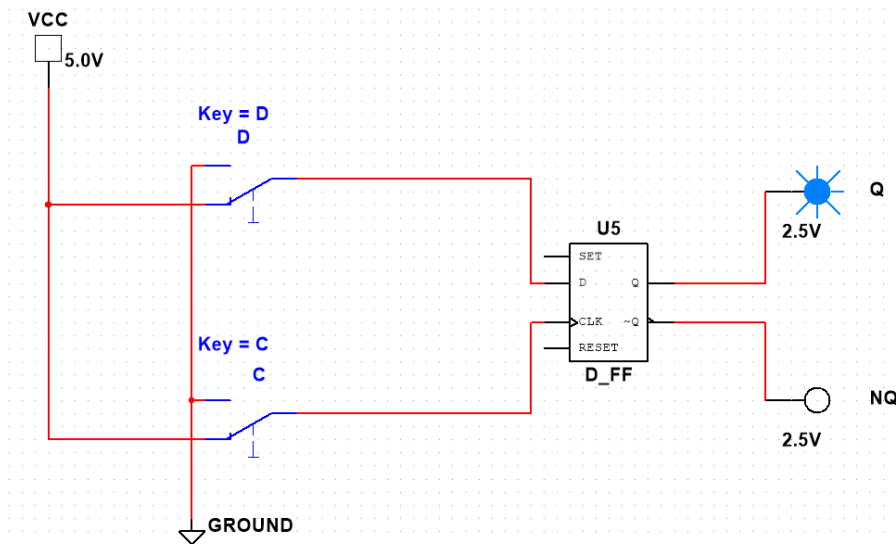 VCC
5.0V
Key = D
D
Q
2.5V
U5
SET
D
Q
CLK
~Q
RESET
D_FF
Key = C
C
NQ
2.5V
GROUND